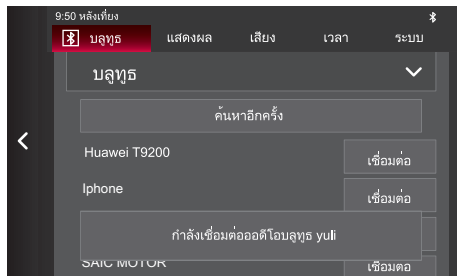 9:50 หลังเที่ยง
บลูทูธ แสดงผล เสียง เวลา ระบบ
บลูทูธ
ค้นหาอีกครั้ง
Huawei T9200 เชื่อมต่อ
Iphone เชื่อมต่อ
กำลังเชื่อมต่อออดิโอบลูทูธ yuli
SAIC MOTOR เชื่อมต่อ